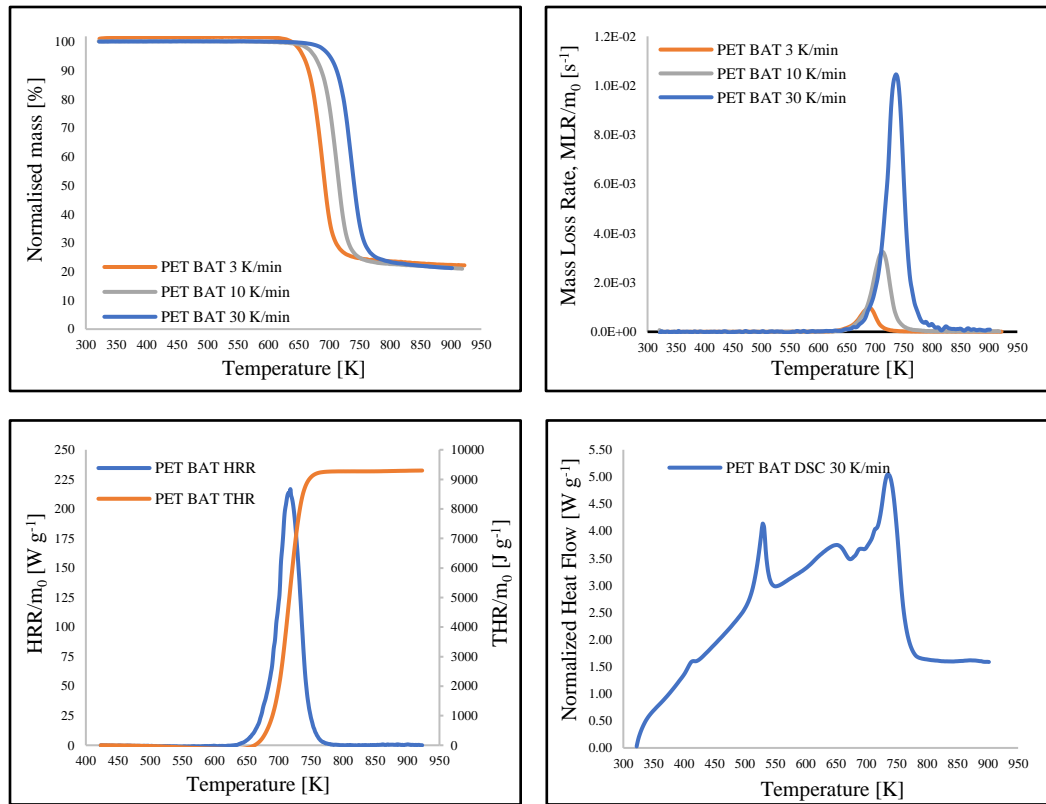 Normalised mass [%]
100
90
80
70
60
50
40
30
20
10
0
PET BAT 3 K/min
PET BAT 10 K/min
PET BAT 30 K/min
300 350 400 450 500 550 600 650 700 750 800 850 900 950
Temperature [K]
Mass Loss Rate, MLR/m0 [s-1]
1.2E-02
1.0E-02
8.0E-03
6.0E-03
4.0E-03
2.0E-03
0.0E+00
PET BAT 3 K/min
PET BAT 10 K/min
PET BAT 30 K/min
300 350 400 450 500 550 600 650 700 750 800 850 900 950
Temperature [K]
HRR/m0 [W g-1]
250
225
200
175
150
125
100
75
50
25
0
PET BAT HRR
PET BAT THR
10000
9000
8000
7000
6000
5000
4000
3000
2000
1000
0
THR/m0 [J g-1]
400 450 500 550 600 650 700 750 800 850 900 950
Temperature [K]
Normalized Heat Flow [W g-1]
5.50
5.00
4.50
4.00
3.50
3.00
2.50
2.00
1.50
1.00
0.50
0.00
PET BAT DSC 30 K/min
300 350 400 450 500 550 600 650 700 750 800 850 900 950
Temperature [K]